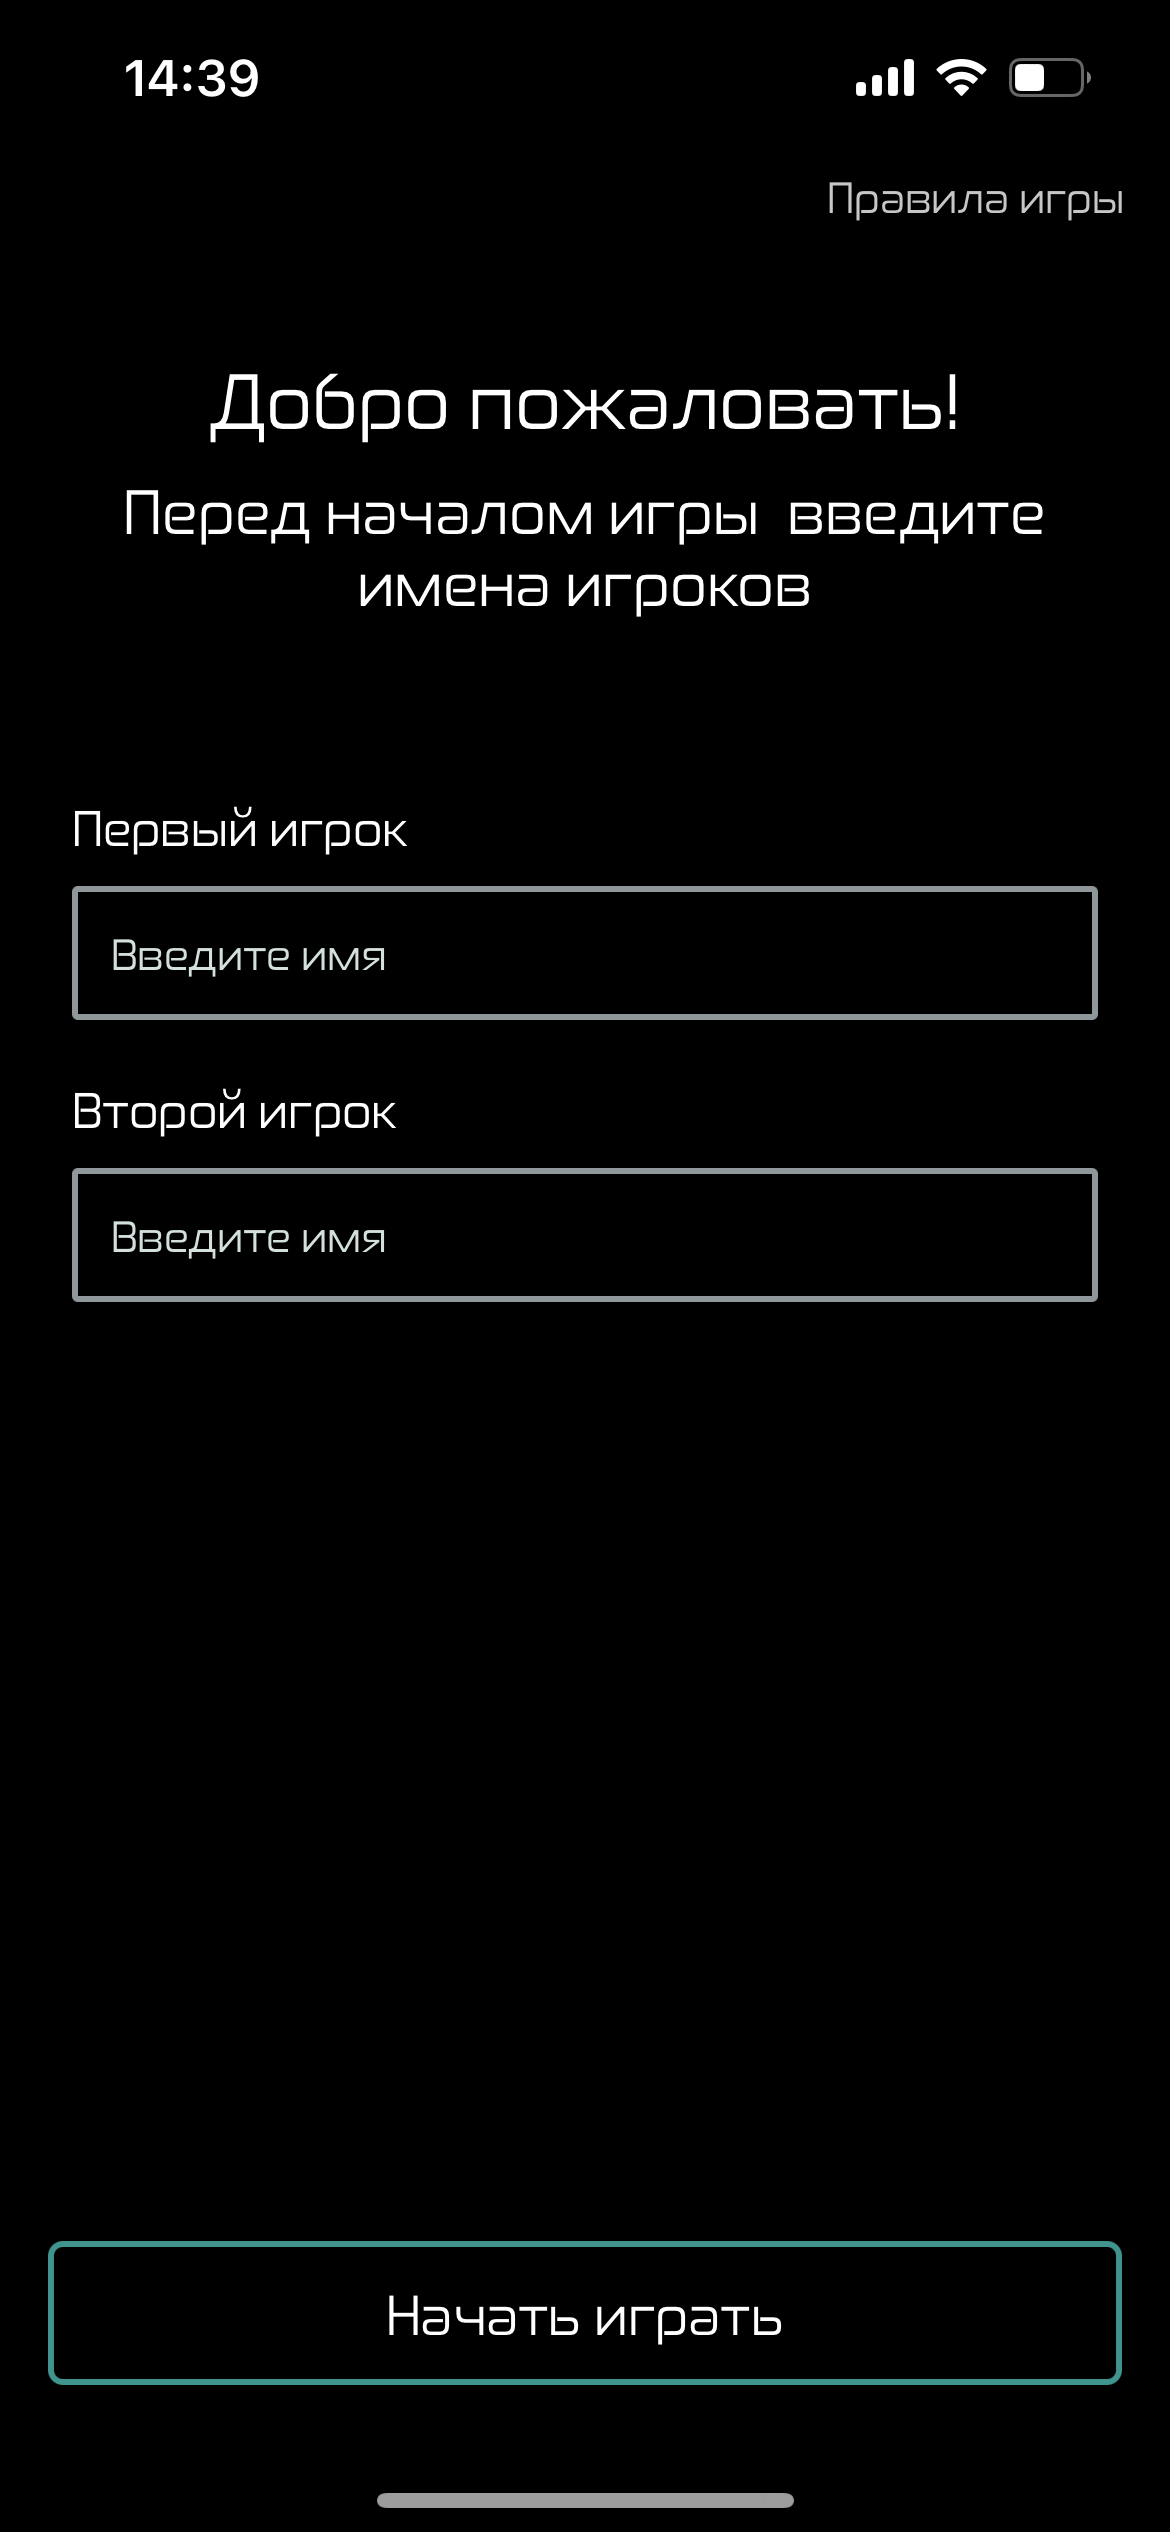 14:39
Правила игры
Добро пожаловать!
Перед началом игры  введите
имена игроков
Первый игрок
Введите имя
Второй игрок
Введите имя
Начать играть